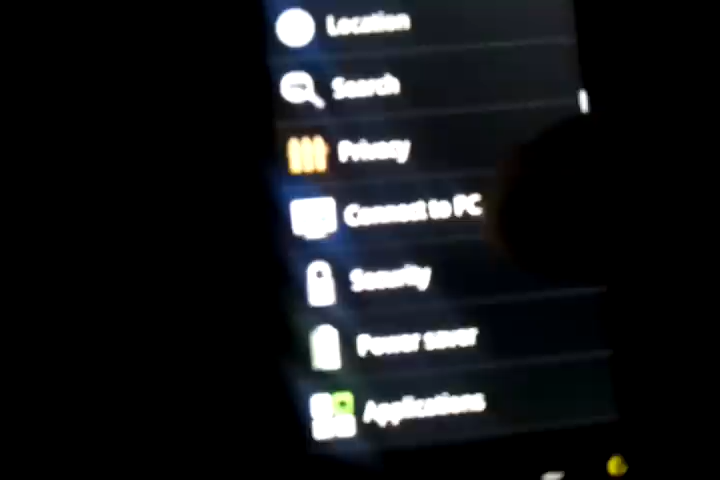 Location
Search
Privacy
Connect to PC
Security
Power saver
Applications